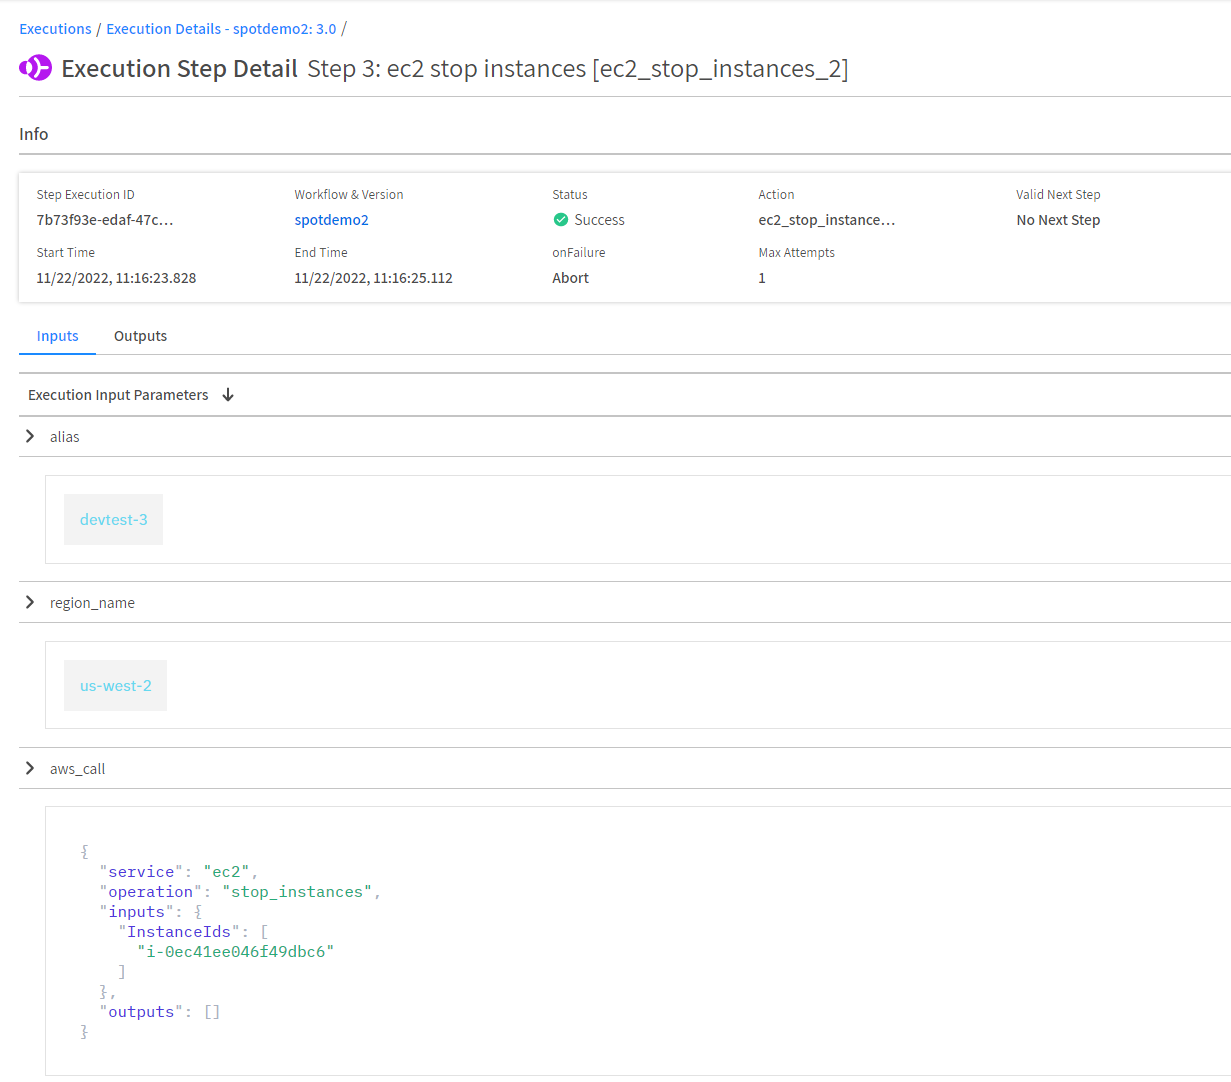 Executions / Execution Details - spotdemo2: 3.0 /
Execution Step Detail Step 3: ec2 stop instances [ec2_stop_instances_2]
Info
Step Execution ID Workflow & Version Status Action Valid Next Step
7b73f93e-edaf-47c… spotdemo2 Success ec2_stop_instance… No Next Step
Start Time End Time onFailure Max Attempts
11/22/2022, 11:16:23.828 11/22/2022, 11:16:25.112 Abort 1
Inputs Outputs
Execution Input Parameters
alias
devtest-3
region_name
us-west-2
aws_call
{
"service": "ec2",
"operation": "stop_instances",
"inputs": {
"InstanceIds": [
"i-0ec41ee046f49dbc6"
]
},
"outputs": []
}